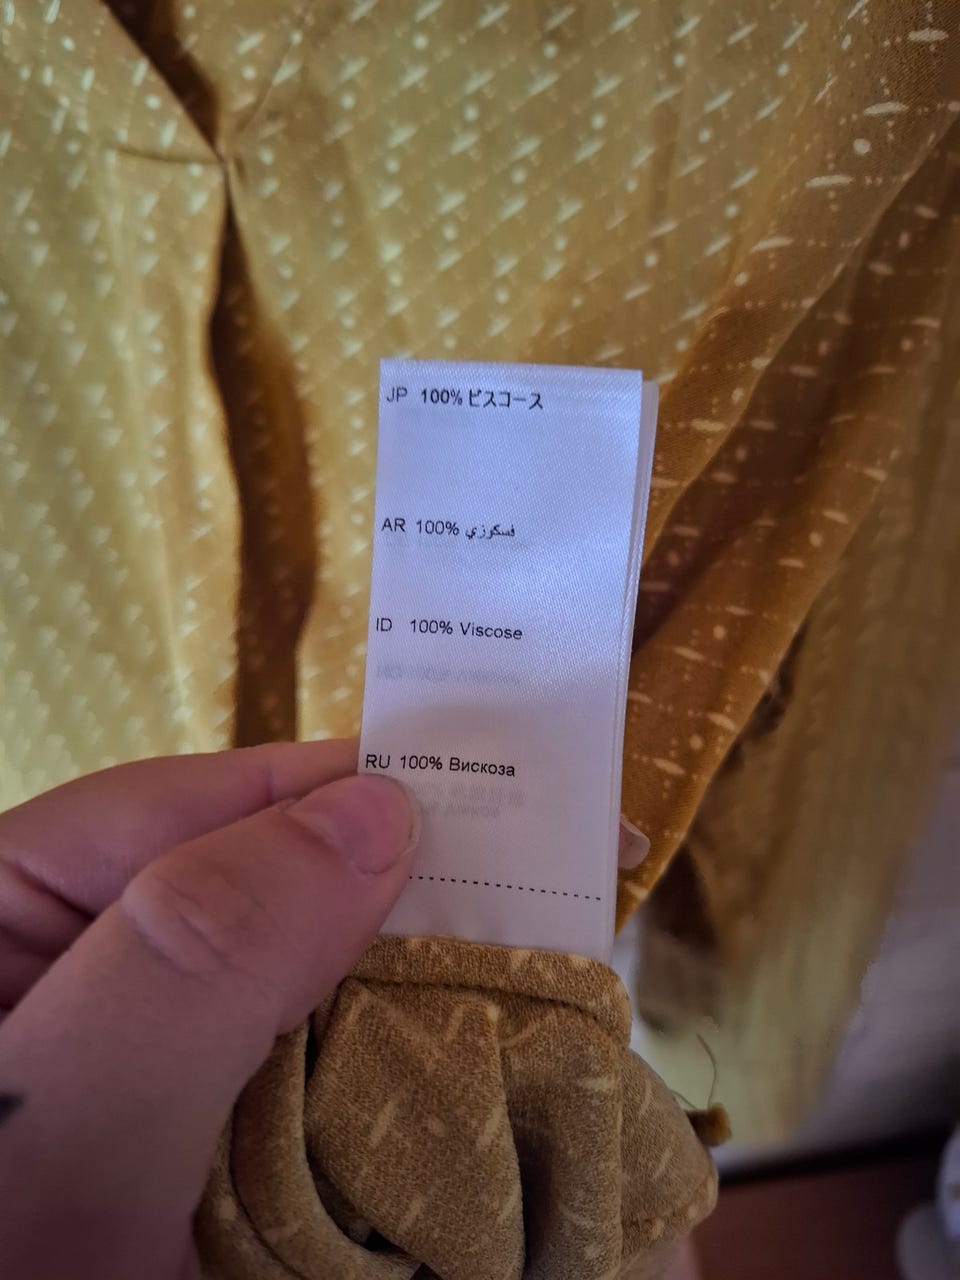 JP 100% ビスコース
AR 100% فسكوزي
ID 100% Viscose
RU 100% Вискоза